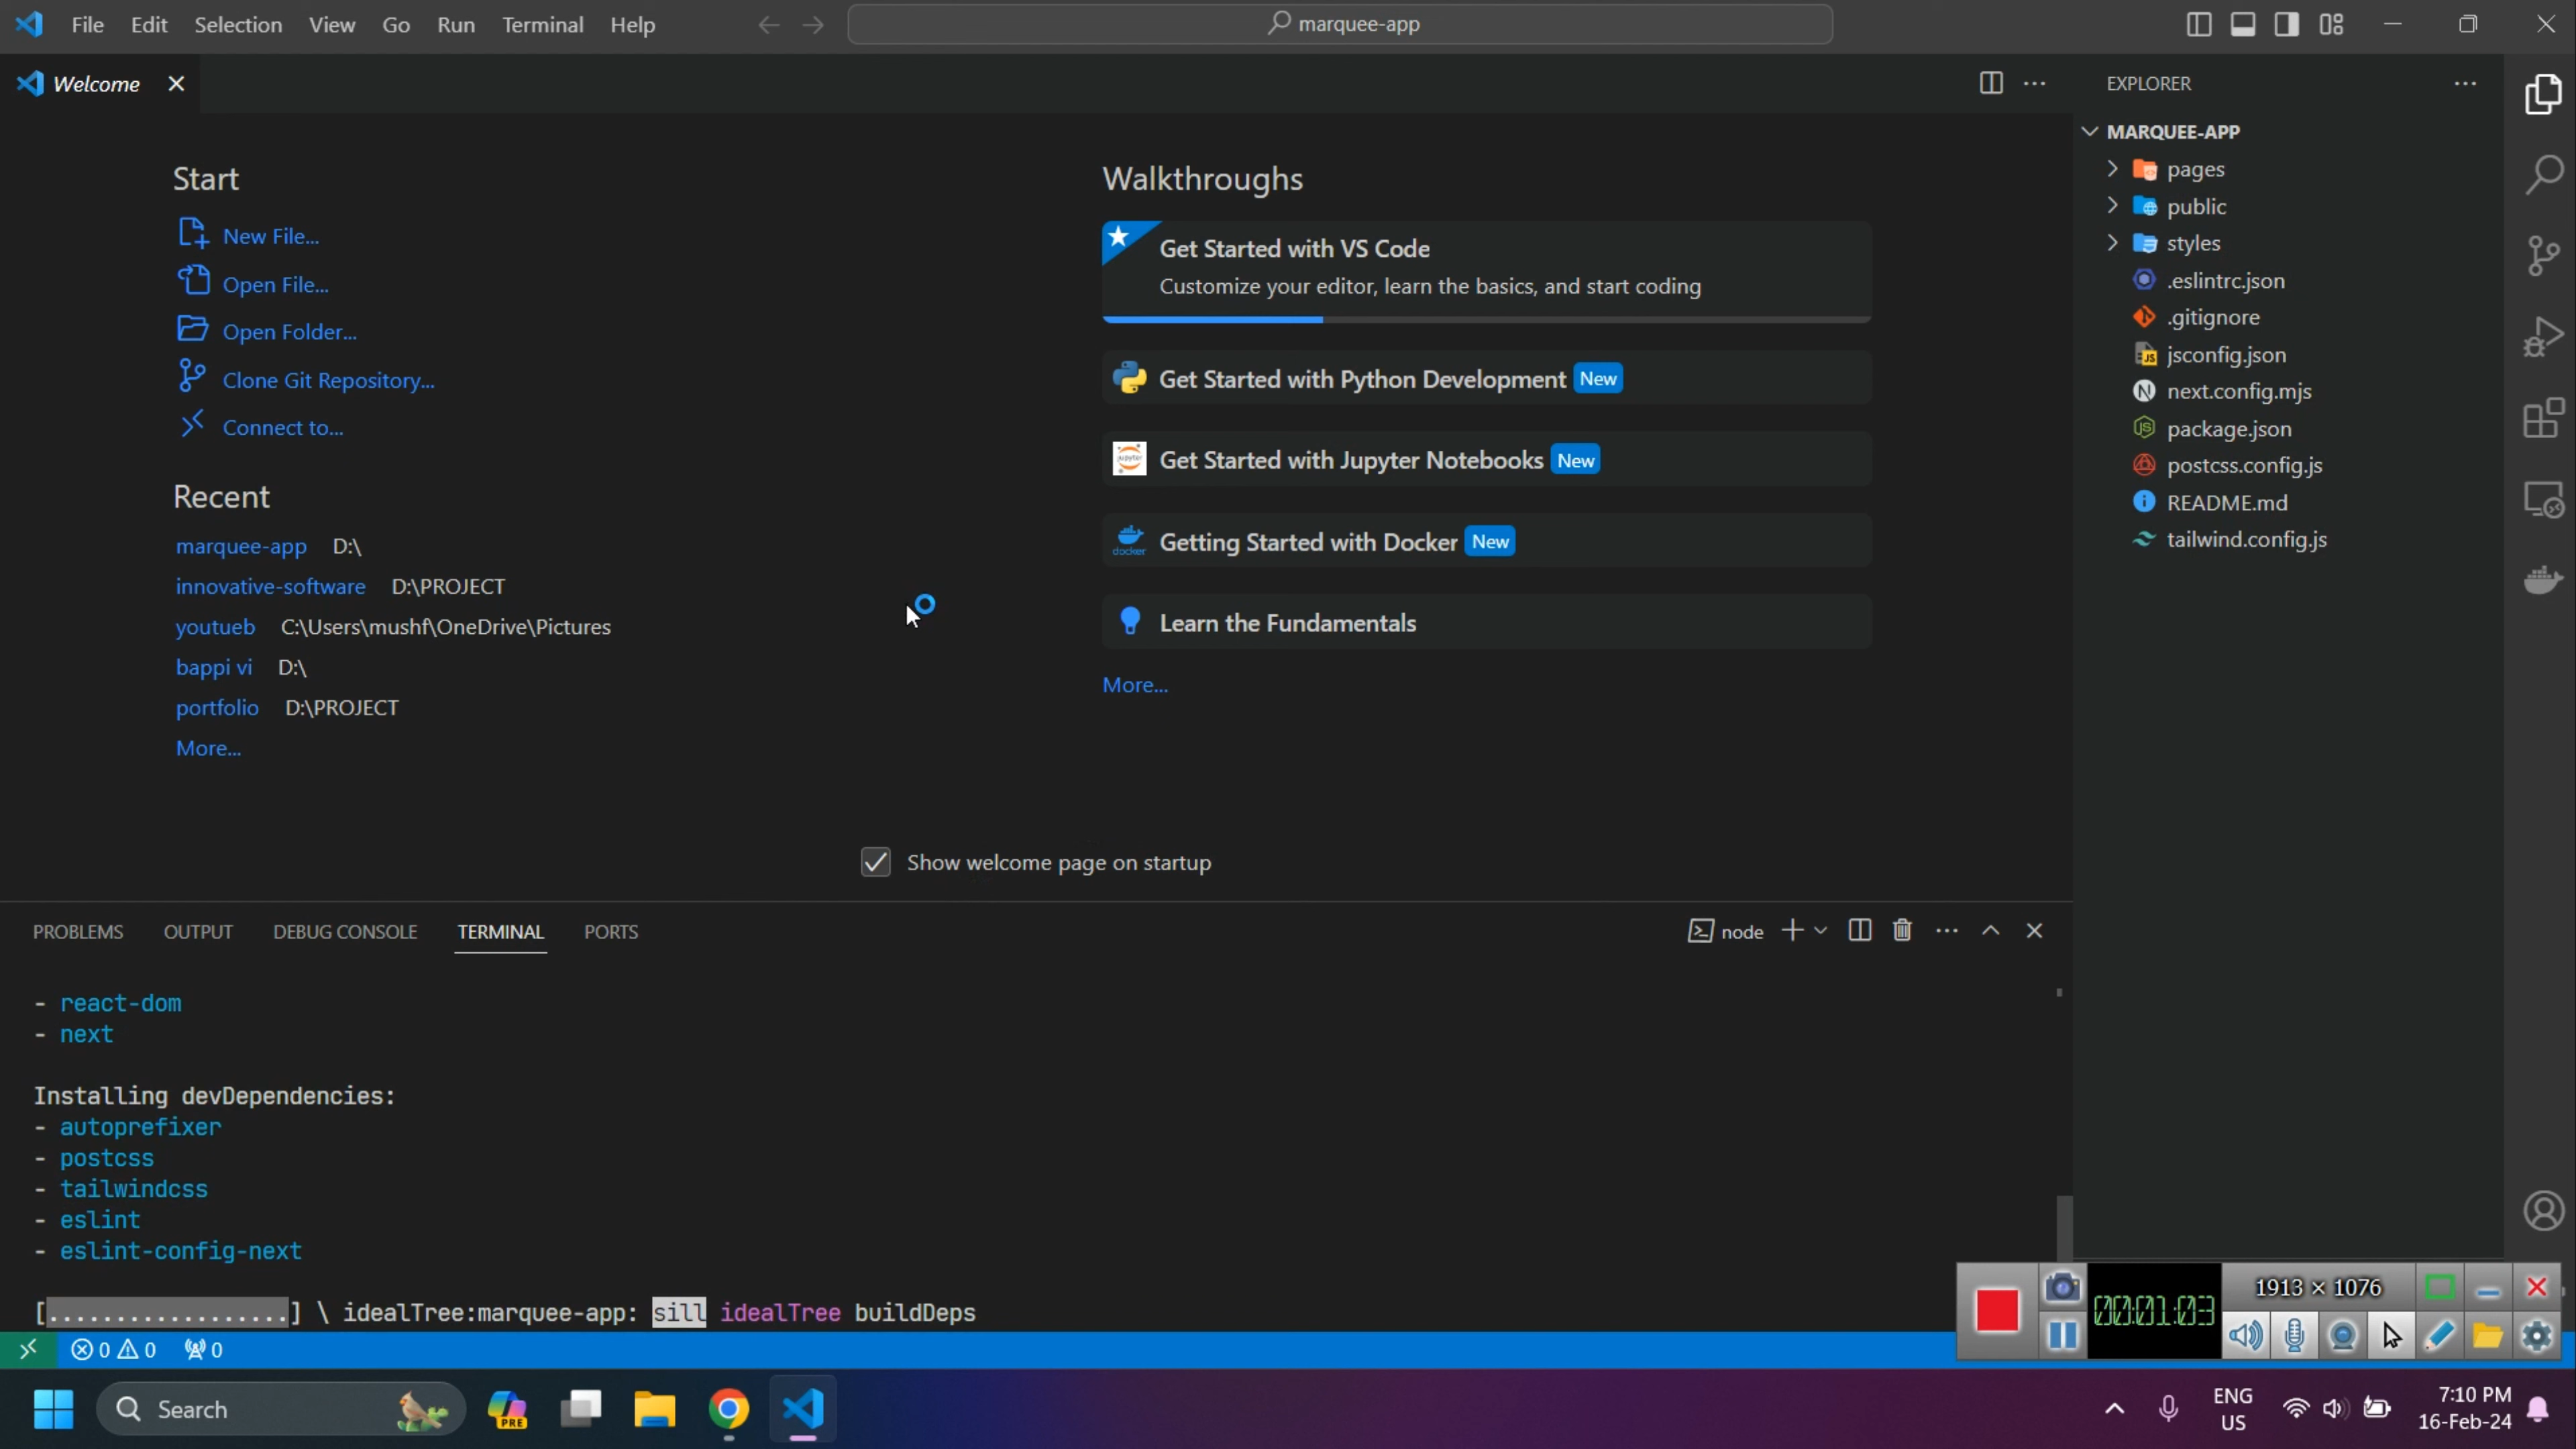 File Edit Selection View Go Run Terminal Help
marquee-app
Welcome
Start
New File...
Open File...
Open Folder...
Clone Git Repository...
Connect to...
Recent
marquee-app D:\
innovative-software D:\PROJECT
youtueb C:\Users\mushf\OneDrive\Pictures
bappi vi D:\
portfolio D:\PROJECT
More...
Walkthroughs
Get Started with VS Code
Customize your editor, learn the basics, and start coding
Get Started with Python Development New
Get Started with Jupyter Notebooks New
Getting Started with Docker New
Learn the Fundamentals
More...
Show welcome page on startup
EXPLORER
MARQUEE-APP
pages
public
styles
.eslintrc.json
.gitignore
jsconfig.json
next.config.mjs
package.json
postcss.config.js
README.md
tailwind.config.js
PROBLEMS OUTPUT DEBUG CONSOLE TERMINAL PORTS
node
- react-dom
- next
Installing devDependencies:
- autoprefixer
- postcss
- tailwindcss
- eslint
- eslint-config-next
[..................] \ idealTree:marquee-app: sill idealTree buildDeps
0 0 0
00:01:03
1913 × 1076
Search
PRE
ENG
US
7:10 PM
16-Feb-24